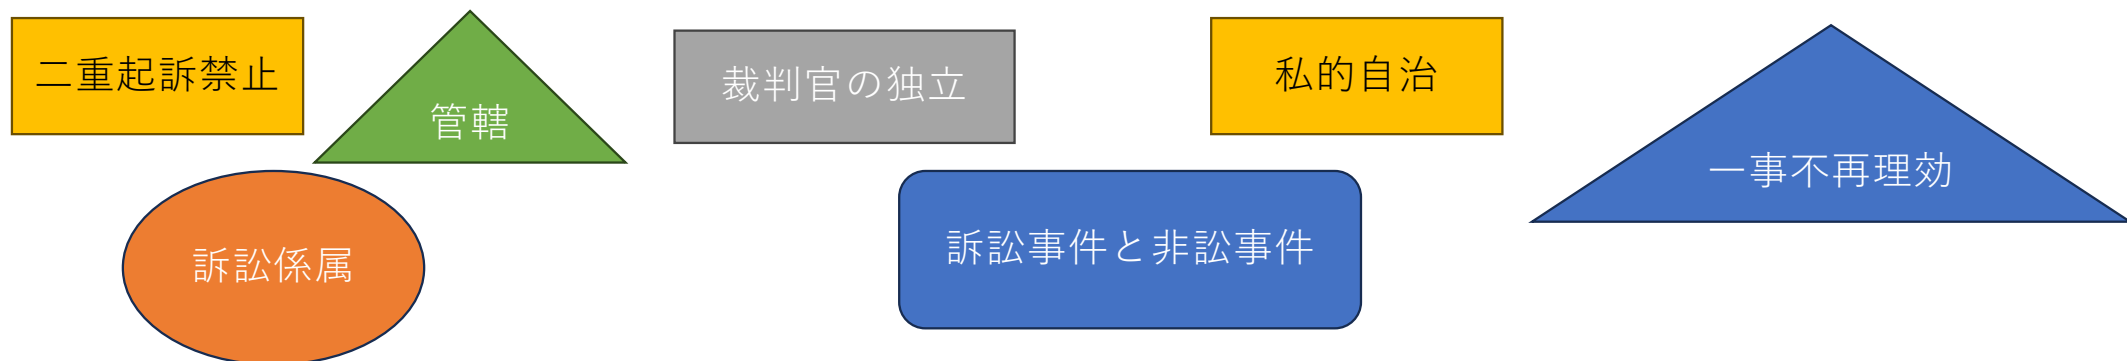 二重起訴禁止
管轄
裁判官の独立
私的自治
一事不再理効
訴訟係属
訴訟事件と非訟事件